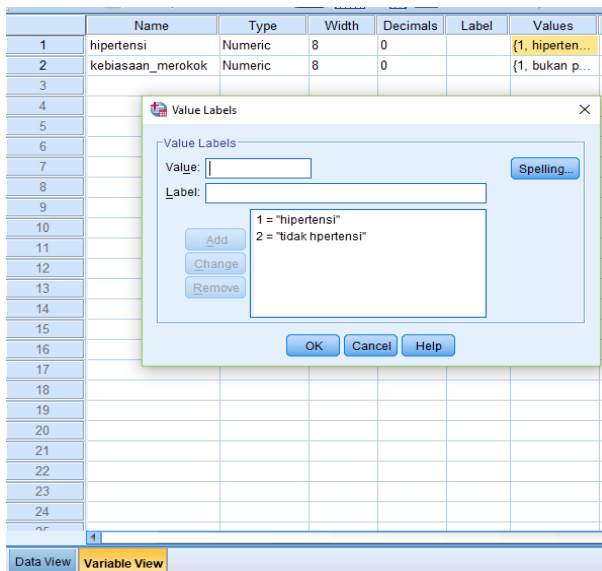 Name Type Width Decimals Label Values
1 hipertensi Numeric 8 0 {1, hiperten...
2 kebiasaan_merokok Numeric 8 0 {1, bukan p...
3
4
5
6
7
8
9
10
11
12
13
14
15
16
17
18
19
20
21
22
23
24
Value Labels
Value Labels
Value:
Spelling...
Label:
Add
Change
Remove
1 = "hipertensi"
2 = "tidak hpertensi"
OK Cancel Help
Data View Variable View